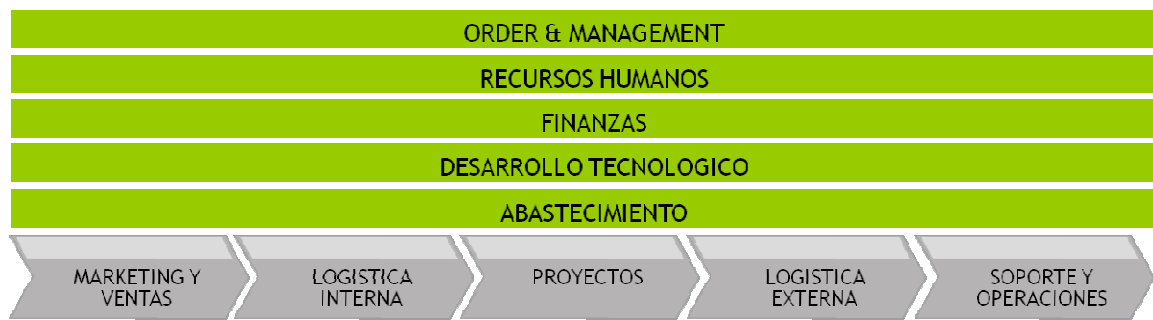 ORDER & MANAGEMENT
RECURSOS HUMANOS
FINANZAS
DESARROLLO TECNOLOGICO
ABASTECIMIENTO
MARKETING Y
VENTAS
LOGISTICA
INTERNA
PROYECTOS
LOGISTICA
EXTERNA
SOPORTE Y
OPERACIONES